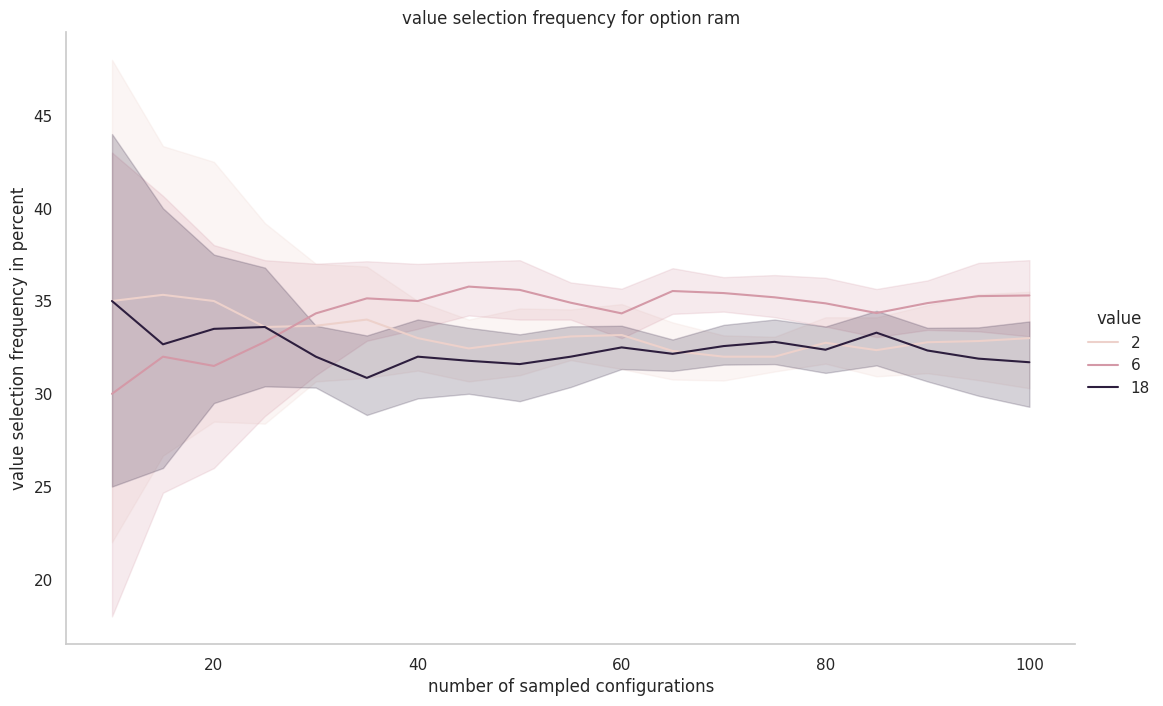 value selection frequency for option ram
value selection frequency in percent
45
40
35
30
25
20
20 40 60 80 100
number of sampled configurations
value
2
6
18